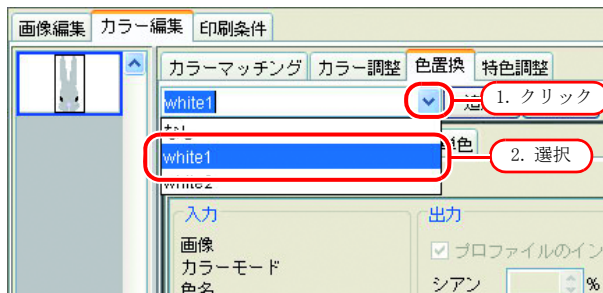 画像編集 カラー編集 印刷条件
カラーマッチング カラー調整 色置換 特色調整
white1
1. クリック
white1
2. 選択
white2
入力
出力
画像
プロファイルのイン
カラーモード
色名
シアン %